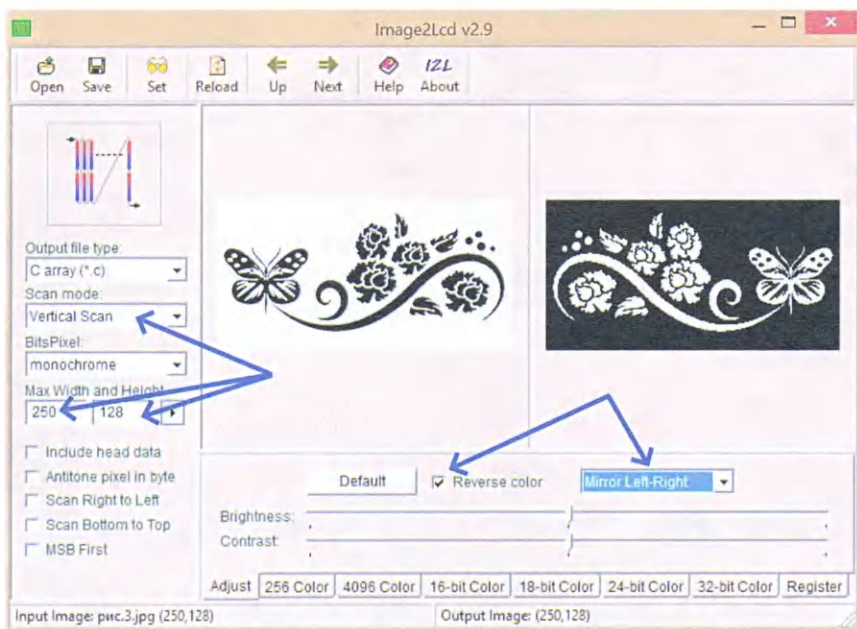 Image2Lcd v2.9
Open Save Set Reload Up Next Help About
I2L
Output file type:
C array (*.c)
Scan mode:
Vertical Scan
BitsPixel:
monochrome
Max Width and Height
250 128
Include head data
Antitone pixel in byte
Scan Right to Left
Scan Bottom to Top
MSB First
Default Reverse color Mirror Left-Right
Brightness:
Contrast:
Adjust 256 Color 4096 Color 16-bit Color 18-bit Color 24-bit Color 32-bit Color Register
Input Image: рис.3.jpg (250,128) Output Image: (250,128)